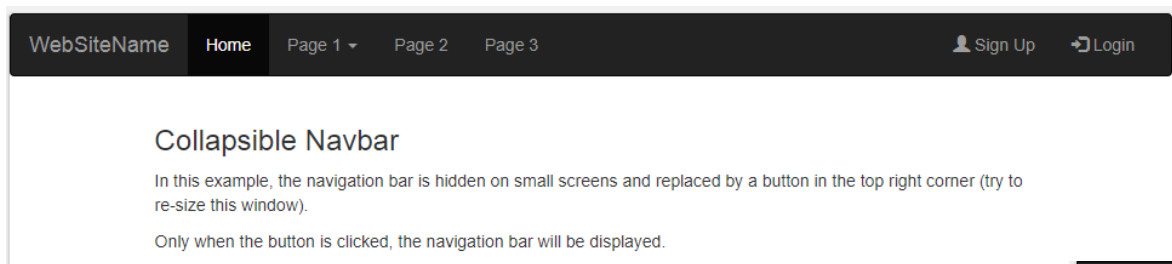 WebSiteName Home Page 1 Page 2 Page 3 Sign Up Login
Collapsible Navbar
In this example, the navigation bar is hidden on small screens and replaced by a button in the top right corner (try to
re-size this window).
Only when the button is clicked, the navigation bar will be displayed.